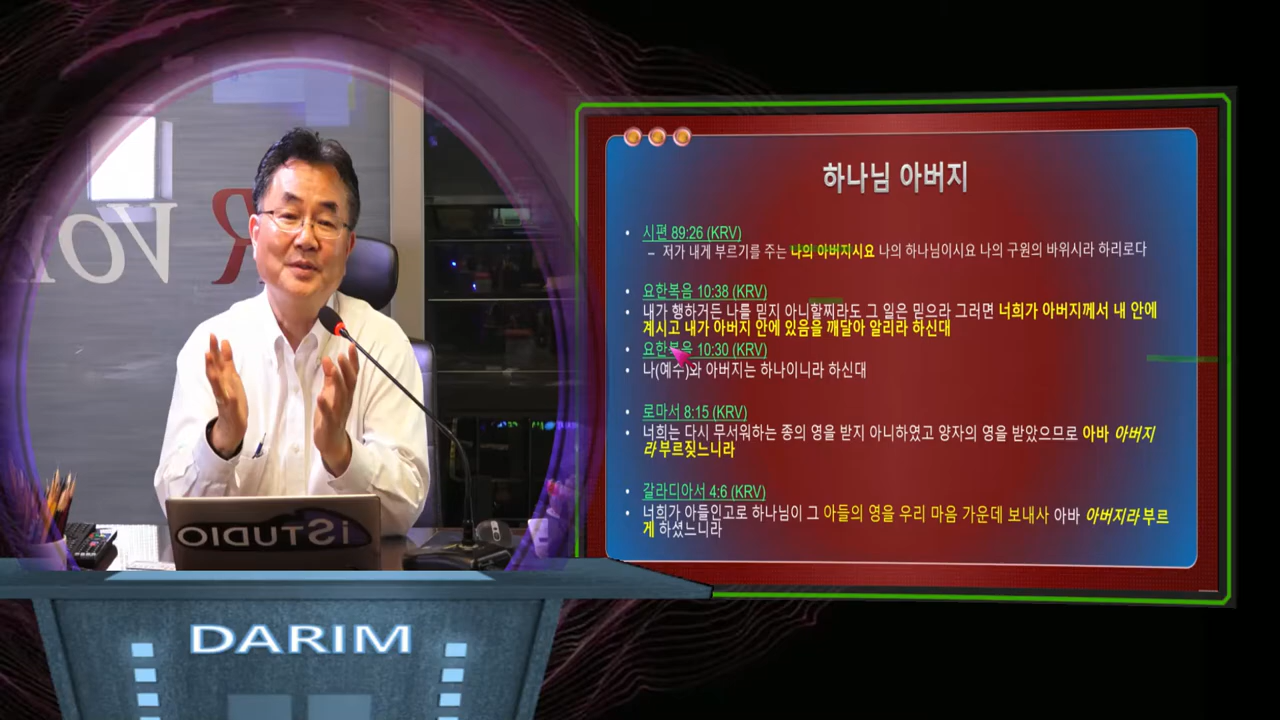 하나님 아버지
시편 89:26 (KRV)
– 저가 내게 부르기를 주는 나의 아버지시요 나의 하나님이시요 나의 구원의 바위시라 하리로다
요한복음 10:38 (KRV)
내가 행하거든 나를 믿지 아니할찌라도 그 일은 믿으라 그러면 너희가 아버지께서 내 안에
계시고 내가 아버지 안에 있음을 깨달아 알리라 하신대
요한복음 10:30 (KRV)
나(예수)와 아버지는 하나이니라 하신대
로마서 8:15 (KRV)
너희는 다시 무서워하는 종의 영을 받지 아니하였고 양자의 영을 받았으므로 아바 아버지
라 부르짖느니라
갈라디아서 4:6 (KRV)
너희가 아들인고로 하나님이 그 아들의 영을 우리 마음 가운데 보내사 아바 아버지라 부르
게 하셨느니라
iSTUDIO
DARIM